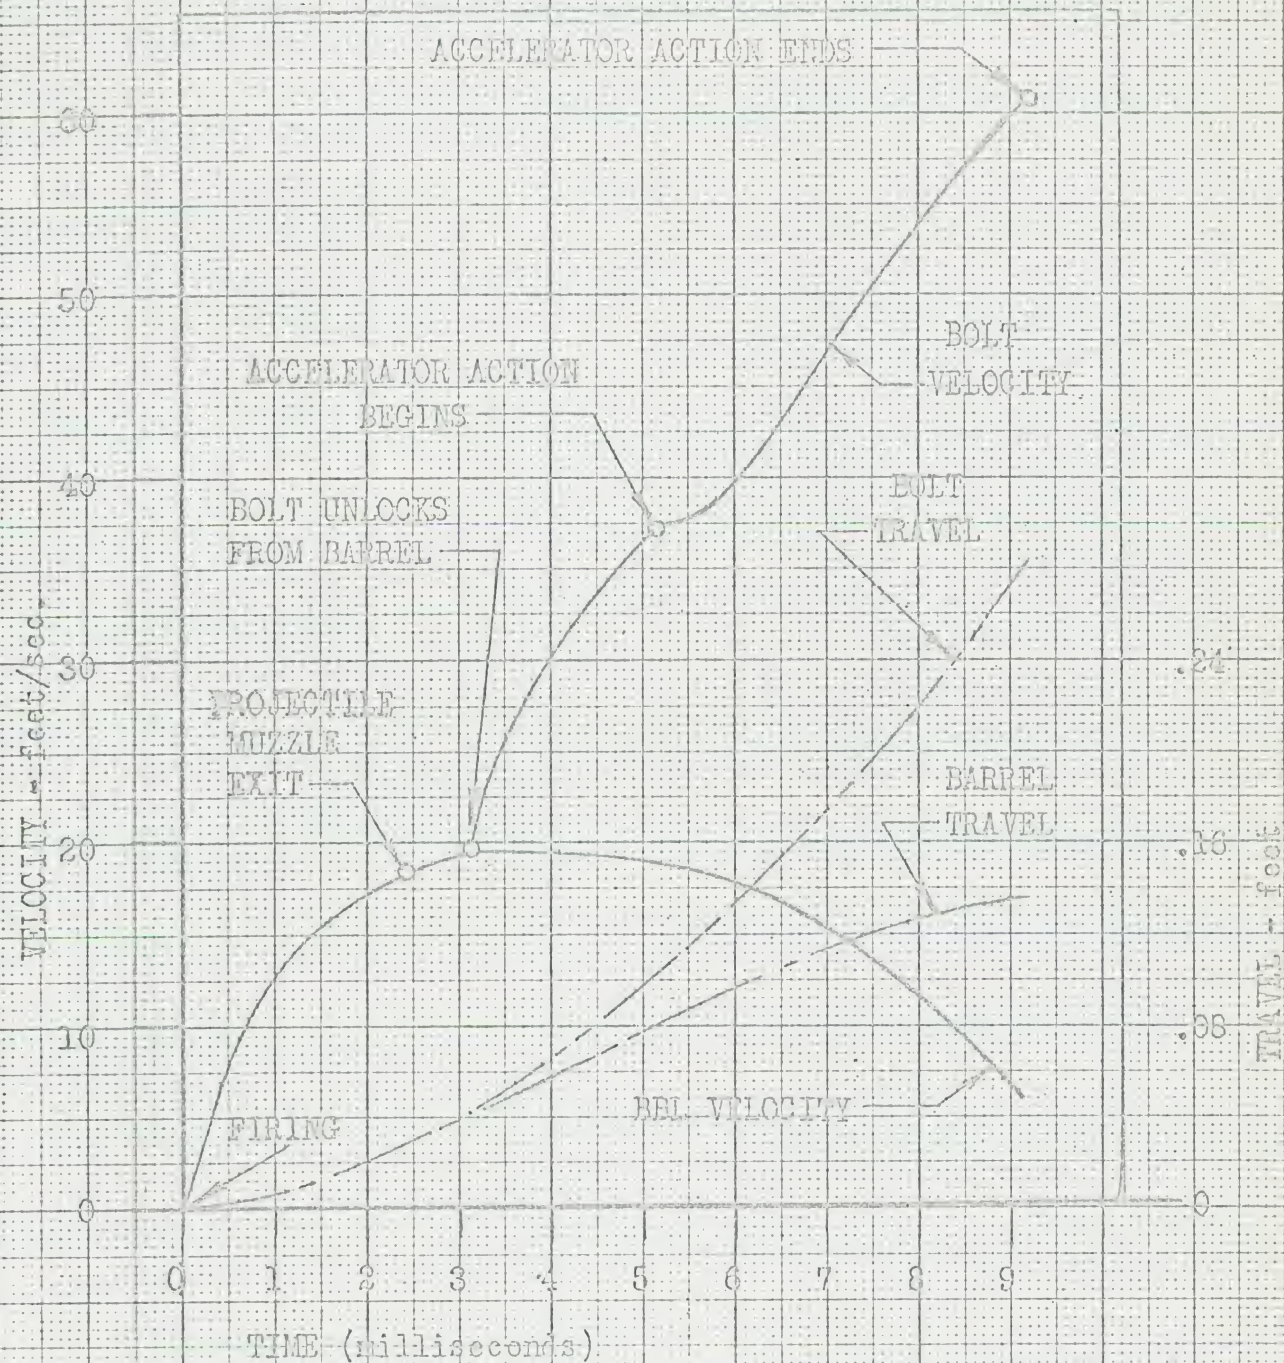 ACCELERATOR ACTION ENDS
60
50
BOLT
VELOCITY
ACCELERATOR ACTION
BEGINS
40
BOLT
TRAVEL
BOLT UNLOCKS
FROM BARREL
VELOCITY - feet/sec.
30
.24
PROJECTILE
MUZZLE
EXIT
BARREL
TRAVEL
20
.16
TRAVEL - feet
10
.08
BBL VELOCITY
FIRING
0
0
0 1 2 3 4 5 6 7 8 9
TIME (milliseconds)